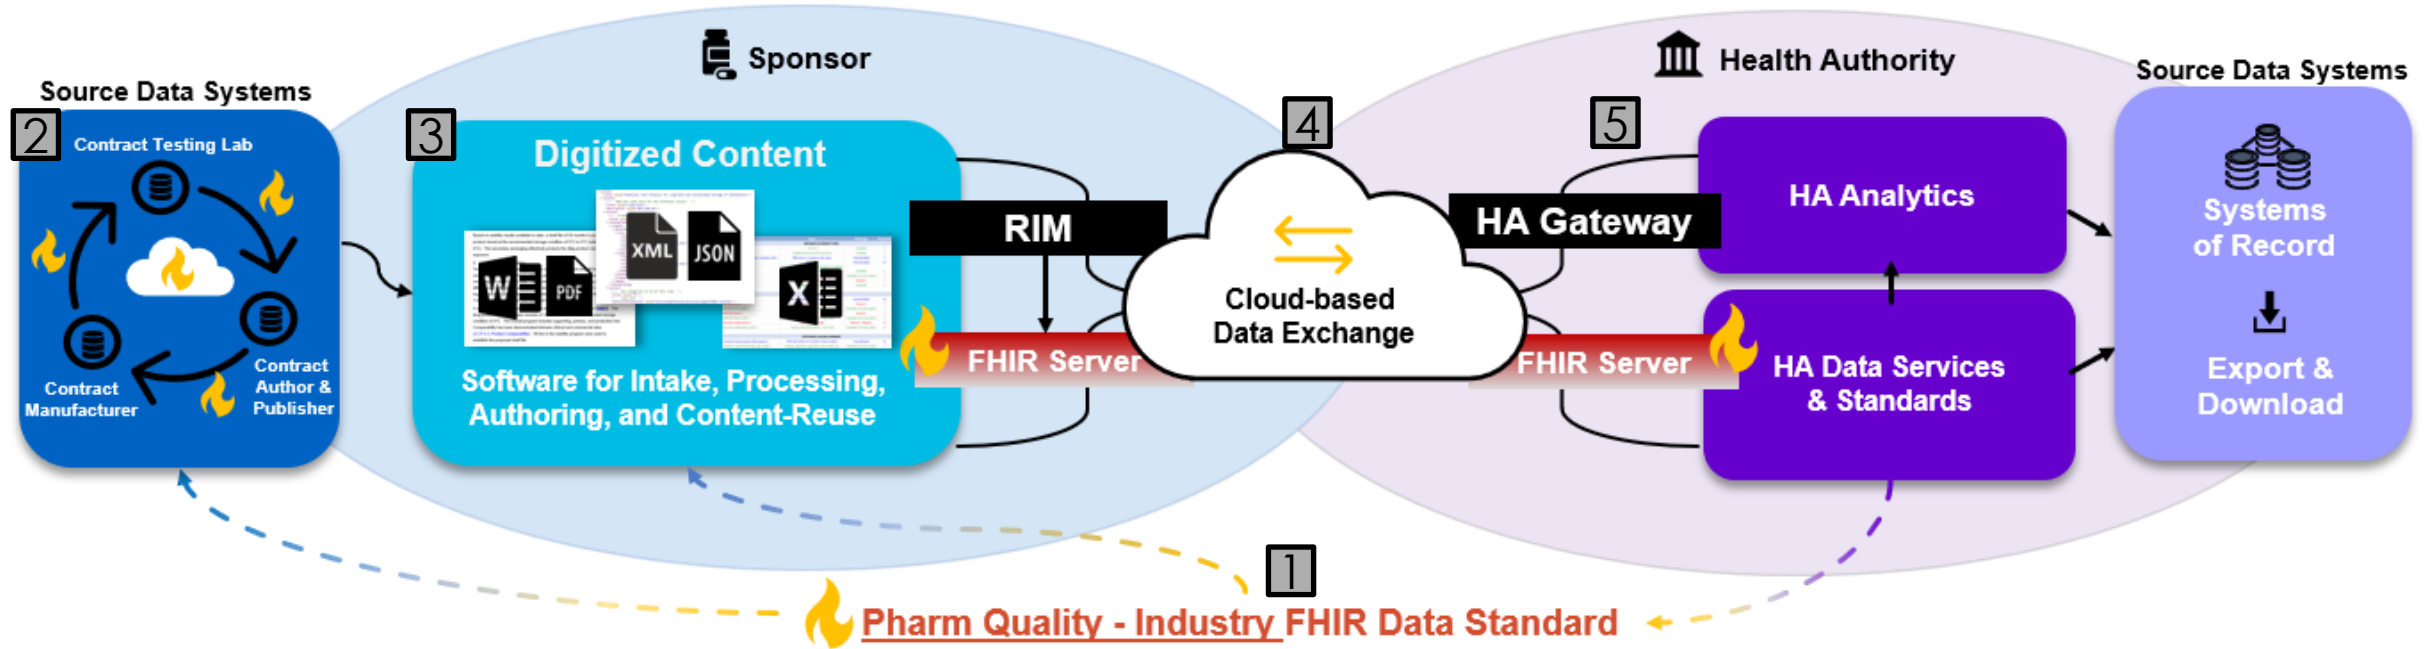 Sponsor
Health Authority
Source Data Systems
2
Contract Testing Lab
Contract
Manufacturer
Contract
Author &
Publisher
3
Digitized Content
W
PDF
XML
JSON
X
Software for Intake, Processing,
Authoring, and Content-Reuse
RIM
FHIR Server
4
Cloud-based
Data Exchange
5
HA Gateway
FHIR Server
HA Analytics
HA Data Services
& Standards
Source Data Systems
Systems
of Record
Export &
Download
1
Pharm Quality - Industry FHIR Data Standard